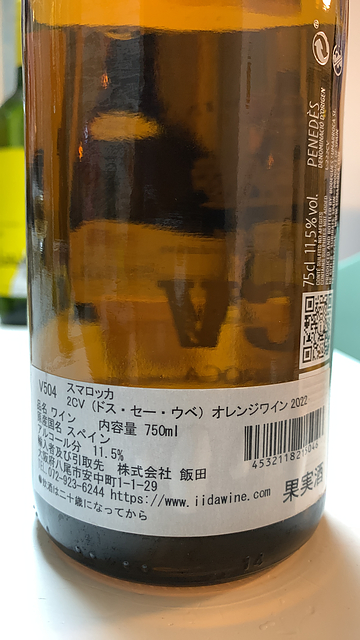 PENEDÈS
DENOMINACIÓ D'ORIGEN
75cl 11,5% vol.
V504 スマロッカ
2CV（ドス・セー・ウベ）オレンジワイン 2022
品名 ワイン 内容量 750ml
原産国名 スペイン
アルコール分 11.5%
●輸入者及び引取先 株式会社 飯田
大阪府八尾市安中町1-1-29
TEL 072-923-6244 https://www.iidawine.com
●飲酒は二十歳になってから
果実酒